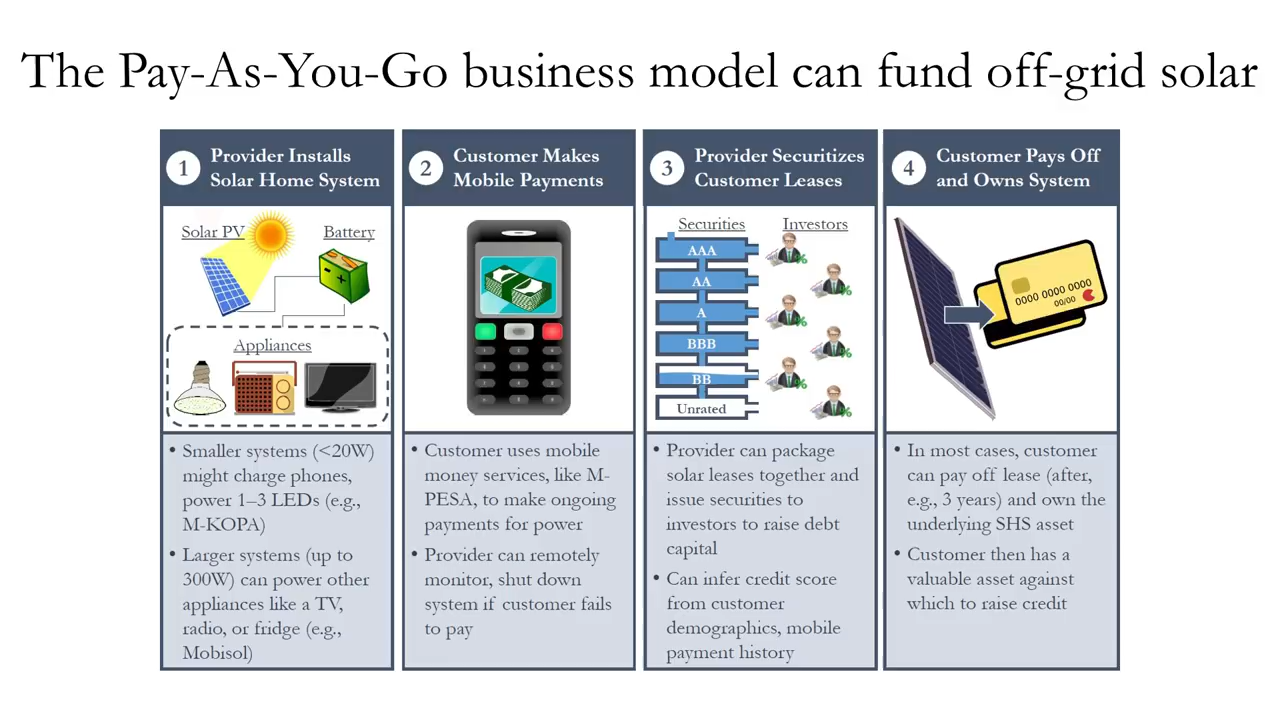 The Pay-As-You-Go business model can fund off-grid solar
1
Provider Installs
Solar Home System
Solar PV
Battery
Appliances
• Smaller systems (<20W)
might charge phones,
power 1–3 LEDs (e.g.,
M-KOPA)
• Larger systems (up to
300W) can power other
appliances like a TV,
radio, or fridge (e.g.,
Mobisol)
2
Customer Makes
Mobile Payments
• Customer uses mobile
money services, like M-
PESA, to make ongoing
payments for power
• Provider can remotely
monitor, shut down
system if customer fails
to pay
3
Provider Securitizes
Customer Leases
Securities
Investors
AAA
AA
A
BBB
BB
Unrated
• Provider can package
solar leases together and
issue securities to
investors to raise debt
capital
• Can infer credit score
from customer
demographics, mobile
payment history
4
Customer Pays Off
and Owns System
0000 0000 0000
00/00
• In most cases, customer
can pay off lease (after,
e.g., 3 years) and own the
underlying SHS asset
• Customer then has a
valuable asset against
which to raise credit